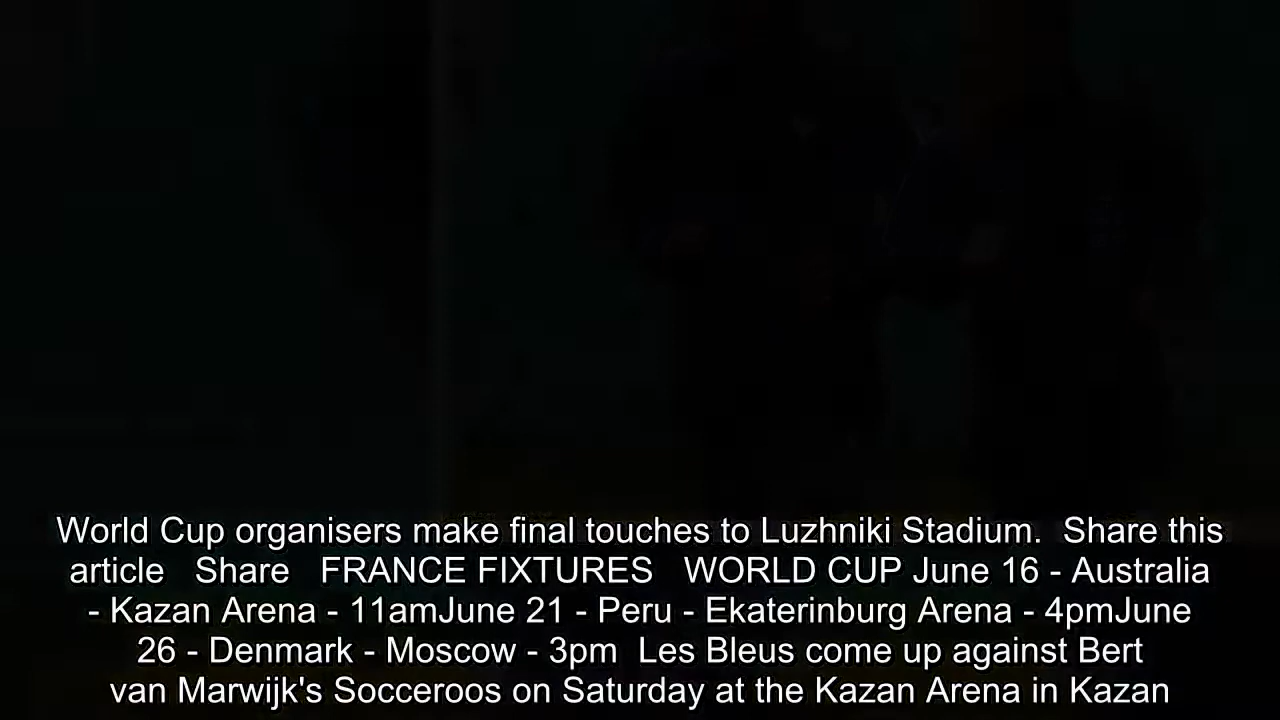 World Cup organisers make final touches to Luzhniki Stadium.  Share this
article   Share   FRANCE FIXTURES   WORLD CUP June 16 - Australia
- Kazan Arena - 11amJune 21 - Peru - Ekaterinburg Arena - 4pmJune
26 - Denmark - Moscow - 3pm  Les Bleus come up against Bert
van Marwijk's Socceroos on Saturday at the Kazan Arena in Kazan